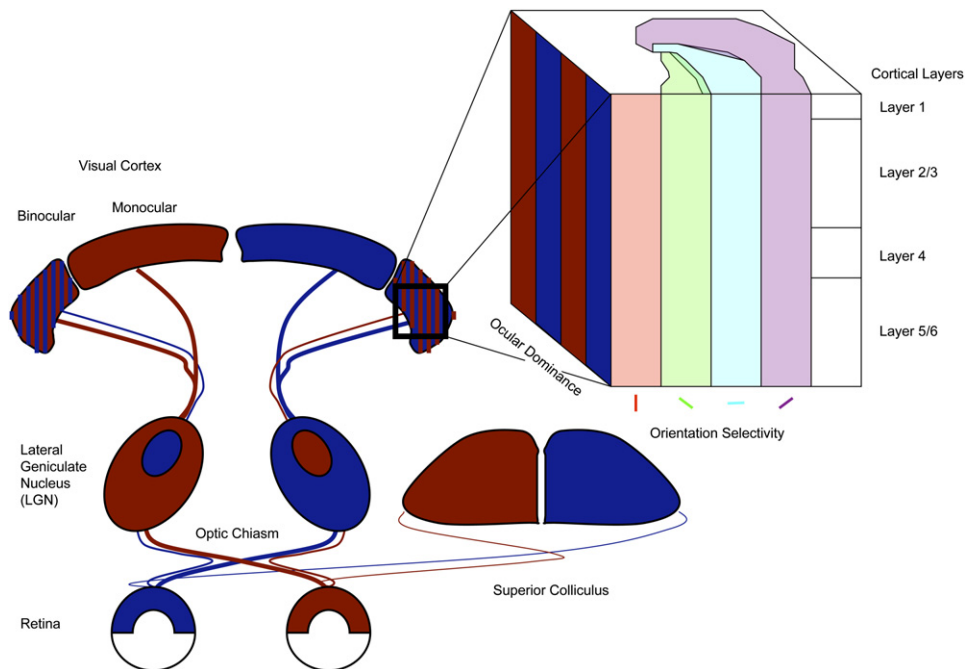 Cortical Layers
Layer 1
Visual Cortex
Layer 2/3
Binocular
Monocular
Layer 4
Layer 5/6
Ocular Dominance
Orientation Selectivity
Lateral
Geniculate
Nucleus
(LGN)
Optic Chiasm
Superior Colliculus
Retina